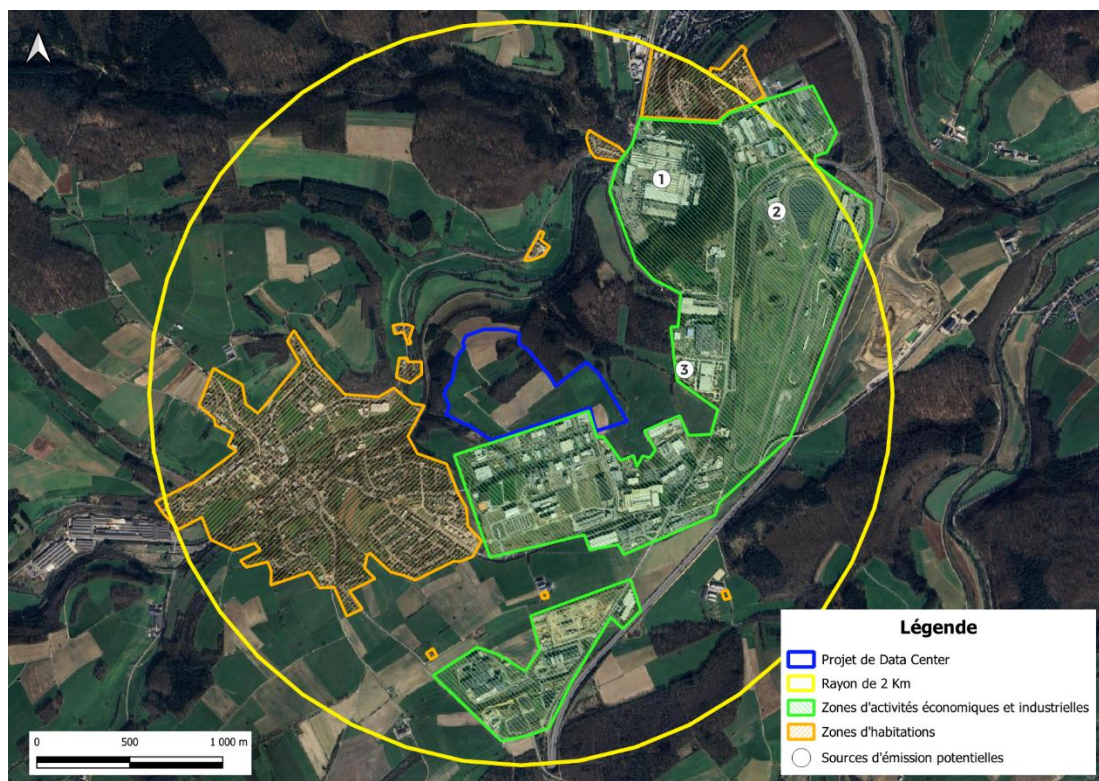 1
2
3
Légende
Projet de Data Center
Rayon de 2 Km
Zones d'activités économiques et industrielles
Zones d'habitations
Sources d'émission potentielles
0 500 1 000 m